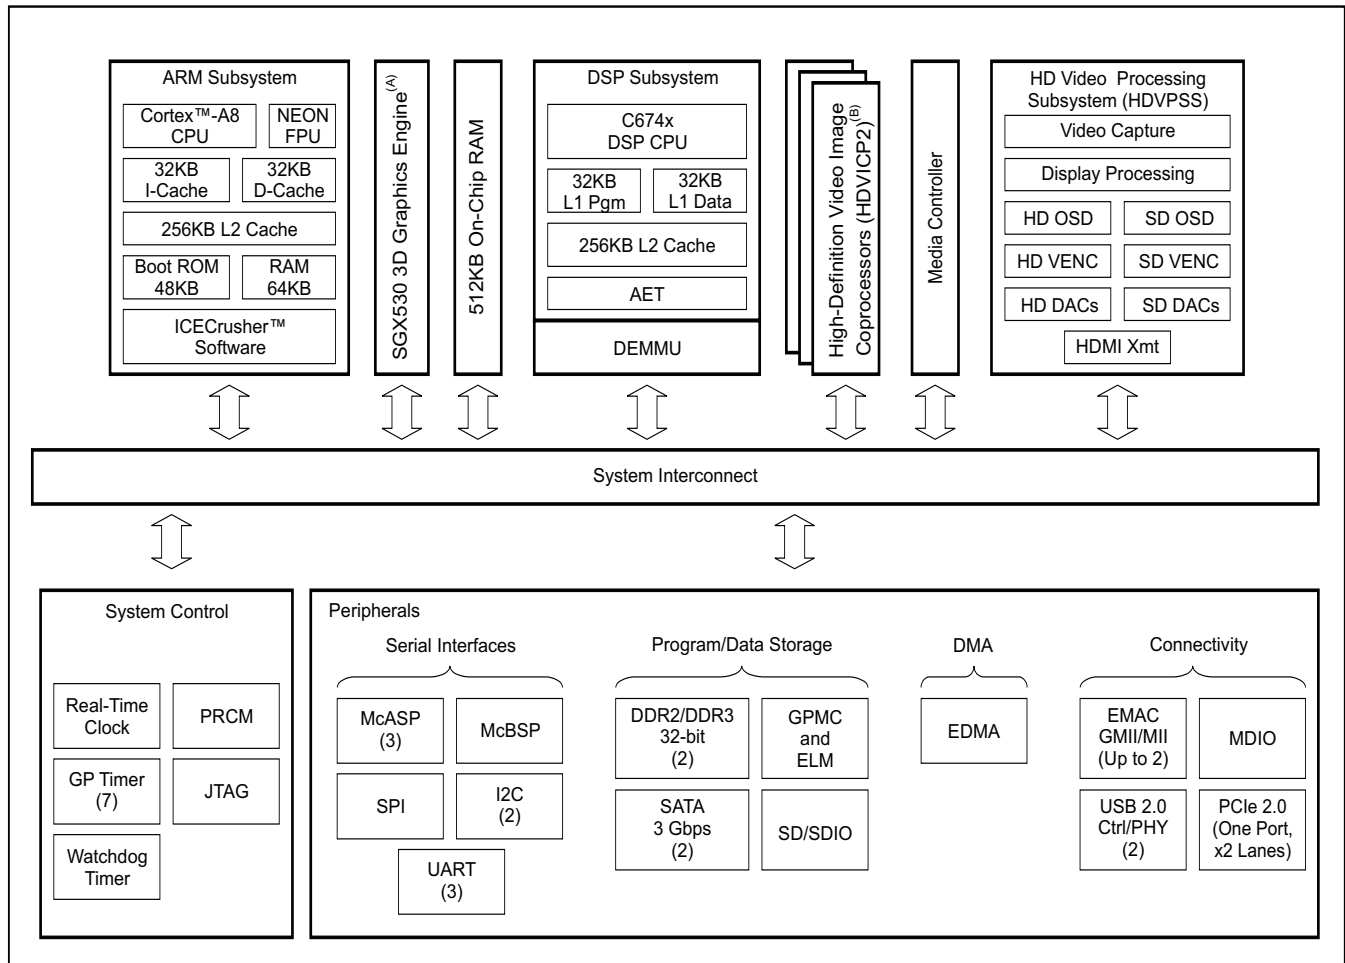 ARM Subsystem
Cortex™-A8
CPU
NEON
FPU
32KB
I-Cache
32KB
D-Cache
256KB L2 Cache
Boot ROM
48KB
RAM
64KB
ICECrusher™
Software
SGX530 3D Graphics Engine(A)
512KB On-Chip RAM
DSP Subsystem
C674x
DSP CPU
32KB
L1 Pgm
32KB
L1 Data
256KB L2 Cache
AET
DEMMU
High-Definition Video Image
Coprocessors (HDVICP2)(B)
Media Controller
HD Video Processing
Subsystem (HDVPSS)
Video Capture
Display Processing
HD OSD
SD OSD
HD VENC
SD VENC
HD DACs
SD DACs
HDMI Xmt
System Interconnect
System Control
Real-Time
Clock
PRCM
GP Timer
(7)
JTAG
Watchdog
Timer
Peripherals
Serial Interfaces
McASP
(3)
McBSP
SPI
I2C
(2)
UART
(3)
Program/Data Storage
DDR2/DDR3
32-bit
(2)
GPMC
and
ELM
SATA
3 Gbps
(2)
SD/SDIO
DMA
EDMA
Connectivity
EMAC
GMII/MII
(Up to 2)
MDIO
USB 2.0
Ctrl/PHY
(2)
PCIe 2.0
(One Port,
x2 Lanes)